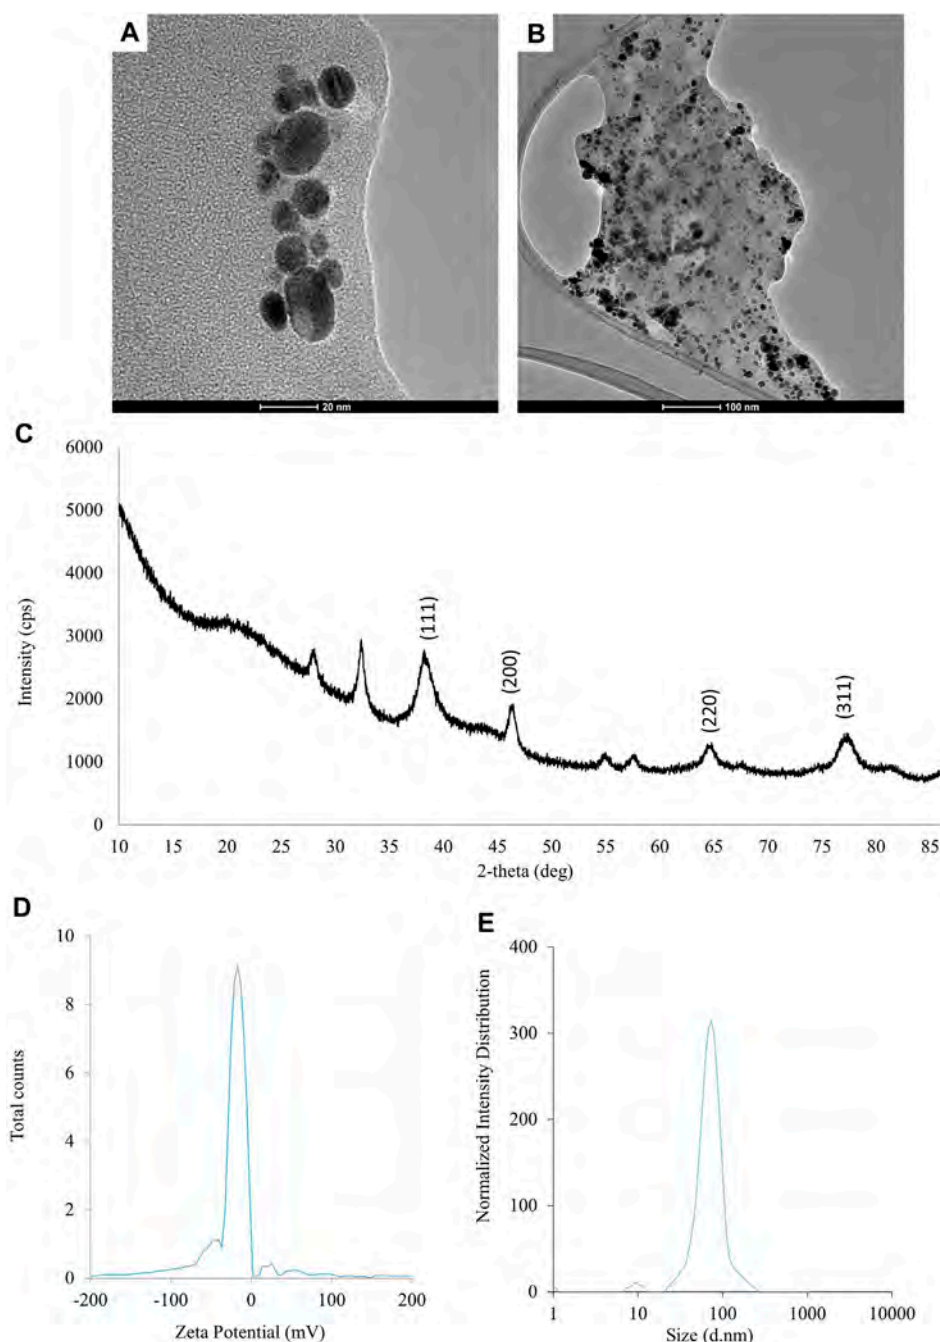 A
B
20 nm
100 nm
C
6000
5000
4000
3000
2000
1000
0
Intensity (cps)
(111)
(200)
(220)
(311)
10 15 20 25 30 35 40 45 50 55 60 65 70 75 80 85
2-theta (deg)
D
10
8
6
4
2
0
Total counts
-200 -100 0 100 200
Zeta Potential (mV)
E
400
300
200
100
0
Normalized Intensity Distribution
1 10 100 1000 10000
Size (d.nm)